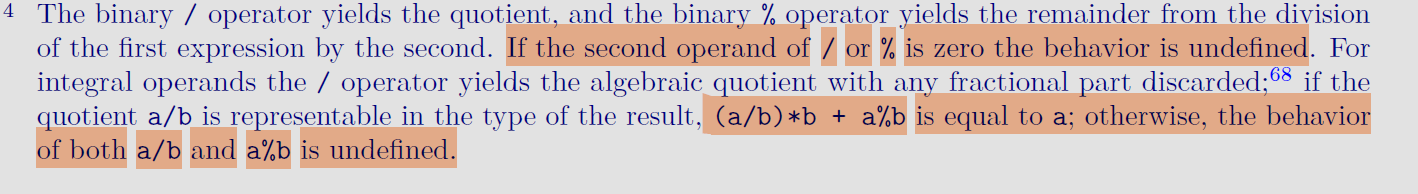 4 The binary / operator yields the quotient, and the binary % operator yields the remainder from the division
of the first expression by the second. If the second operand of / or % is zero the behavior is undefined. For
integral operands the / operator yields the algebraic quotient with any fractional part discarded;68 if the
quotient a/b is representable in the type of the result, (a/b)*b + a%b is equal to a; otherwise, the behavior
of both a/b and a%b is undefined.